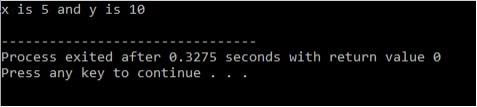 x is 5 and y is 10
--------------------------------
Process exited after 0.3275 seconds with return value 0
Press any key to continue . . .